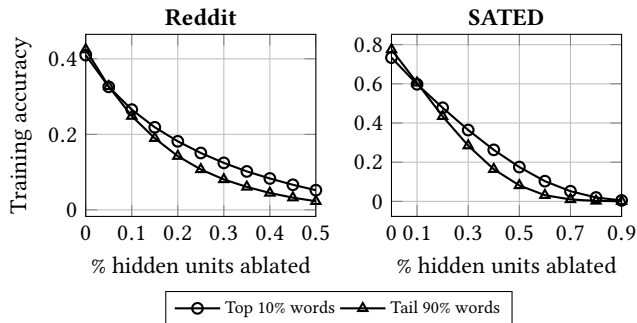 Reddit
SATED
Training accuracy
0.4
0.2
0
0 0.1 0.2 0.3 0.4 0.5
% hidden units ablated
0.8
0.6
0.4
0.2
0
0 0.1 0.3 0.5 0.7 0.9
% hidden units ablated
Top 10% words Tail 90% words